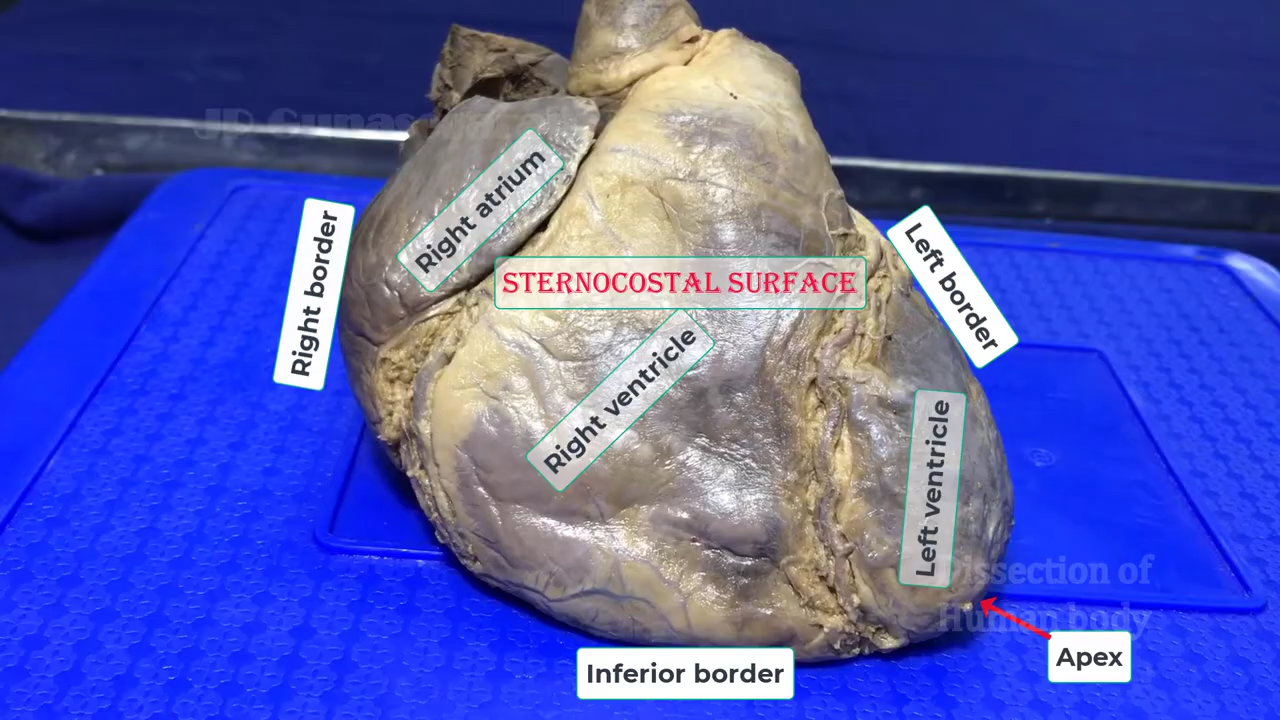 Right atrium
Right border
Left border
STERNOCOSTAL SURFACE
Right ventricle
Left ventricle
Dissection of
Human body
Apex
Inferior border